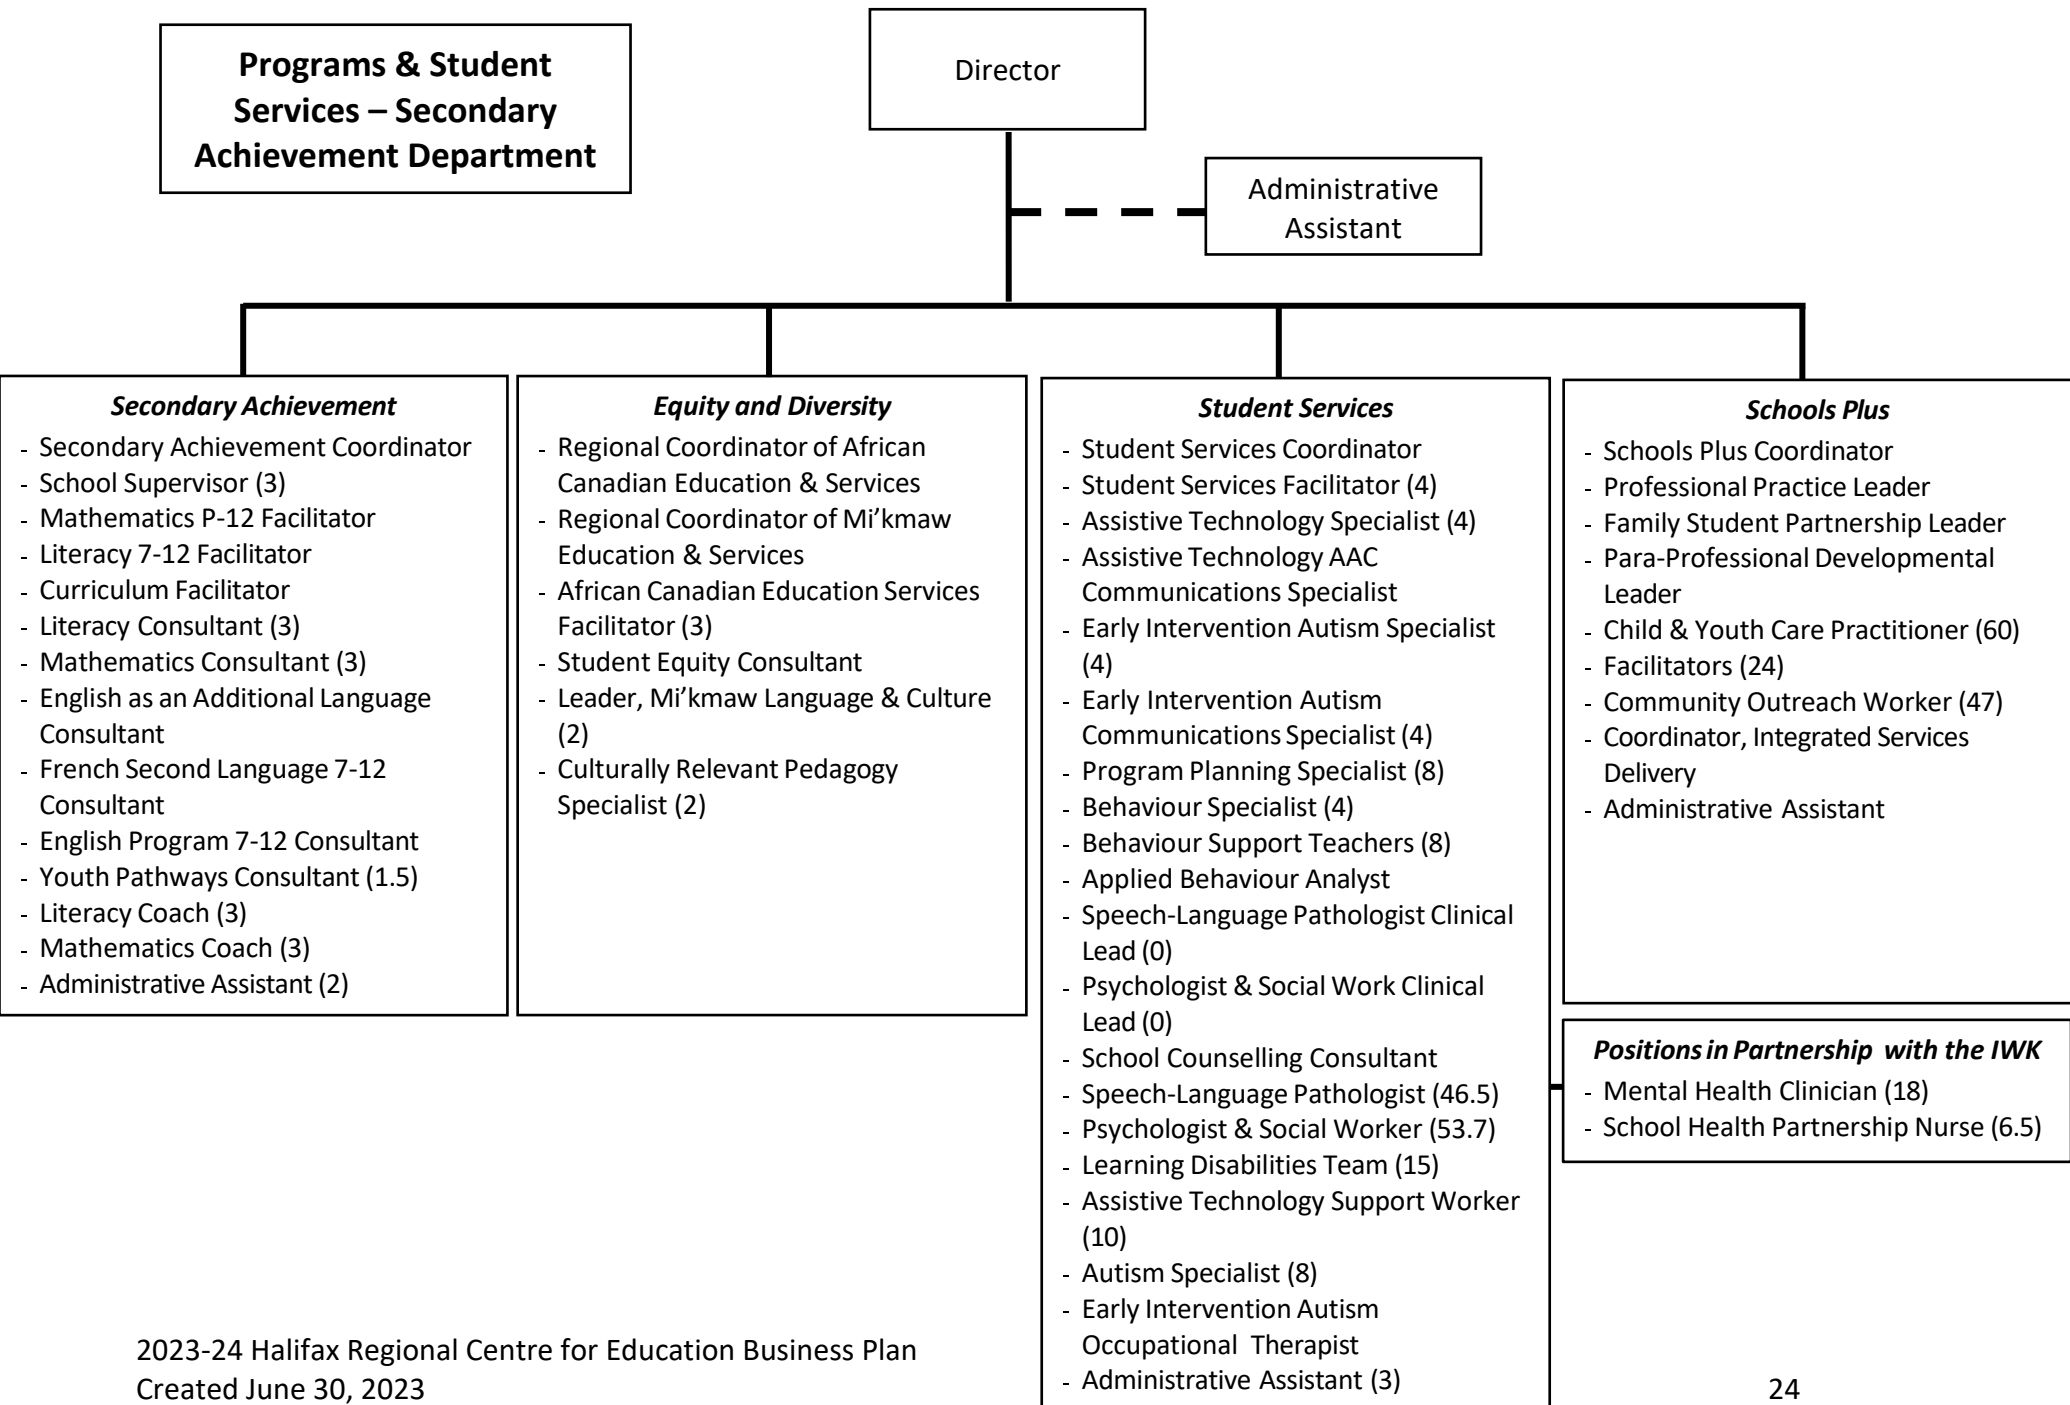 Programs & Student
Services – Secondary
Achievement Department
Director
Administrative
Assistant
Secondary Achievement
- Secondary Achievement Coordinator
- School Supervisor (3)
- Mathematics P-12 Facilitator
- Literacy 7-12 Facilitator
- Curriculum Facilitator
- Literacy Consultant (3)
- Mathematics Consultant (3)
- English as an Additional Language
Consultant
- French Second Language 7-12
Consultant
- English Program 7-12 Consultant
- Youth Pathways Consultant (1.5)
- Literacy Coach (3)
- Mathematics Coach (3)
- Administrative Assistant (2)
Equity and Diversity
- Regional Coordinator of African
Canadian Education & Services
- Regional Coordinator of Mi’kmaw
Education & Services
- African Canadian Education Services
Facilitator (3)
- Student Equity Consultant
- Leader, Mi’kmaw Language & Culture
(2)
- Culturally Relevant Pedagogy
Specialist (2)
Student Services
- Student Services Coordinator
- Student Services Facilitator (4)
- Assistive Technology Specialist (4)
- Assistive Technology AAC
Communications Specialist
- Early Intervention Autism Specialist
(4)
- Early Intervention Autism
Communications Specialist (4)
- Program Planning Specialist (8)
- Behaviour Specialist (4)
- Behaviour Support Teachers (8)
- Applied Behaviour Analyst
- Speech-Language Pathologist Clinical
Lead (0)
- Psychologist & Social Work Clinical
Lead (0)
- School Counselling Consultant
- Speech-Language Pathologist (46.5)
- Psychologist & Social Worker (53.7)
- Learning Disabilities Team (15)
- Assistive Technology Support Worker
(10)
- Autism Specialist (8)
- Early Intervention Autism
Occupational Therapist
- Administrative Assistant (3)
Schools Plus
- Schools Plus Coordinator
- Professional Practice Leader
- Family Student Partnership Leader
- Para-Professional Developmental
Leader
- Child & Youth Care Practitioner (60)
- Facilitators (24)
- Community Outreach Worker (47)
- Coordinator, Integrated Services
Delivery
- Administrative Assistant
Positions in Partnership with the IWK
- Mental Health Clinician (18)
- School Health Partnership Nurse (6.5)
2023-24 Halifax Regional Centre for Education Business Plan
Created June 30, 2023
24